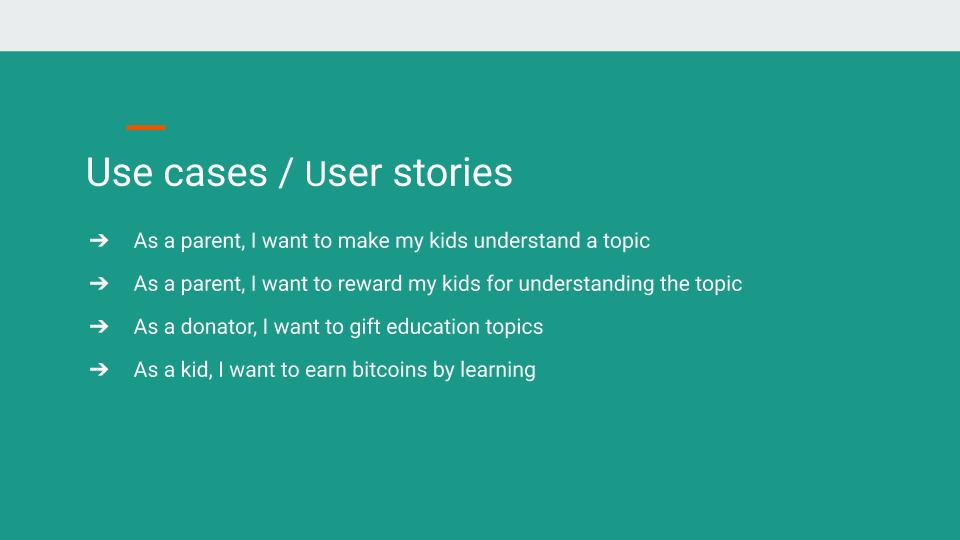 Use cases / User stories
➔ As a parent, I want to make my kids understand a topic
➔ As a parent, I want to reward my kids for understanding the topic
➔ As a donator, I want to gift education topics
➔ As a kid, I want to earn bitcoins by learning